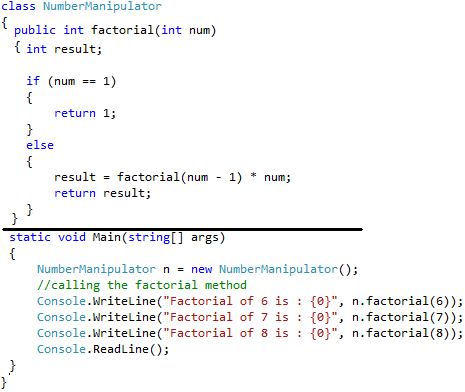 class NumberManipulator
{
public int factorial(int num)
{ int result;
if (num == 1)
{
return 1;
}
else
{
result = factorial(num - 1) * num;
return result;
}
}
static void Main(string[] args)
{
NumberManipulator n = new NumberManipulator();
//calling the factorial method
Console.WriteLine("Factorial of 6 is : {0}", n.factorial(6));
Console.WriteLine("Factorial of 7 is : {0}", n.factorial(7));
Console.WriteLine("Factorial of 8 is : {0}", n.factorial(8));
Console.ReadLine();
}
}